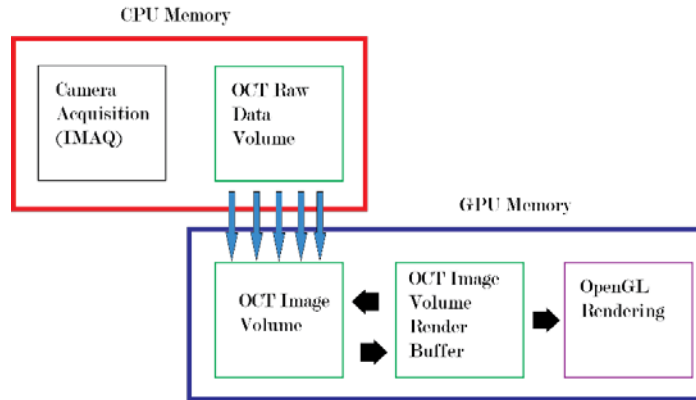 CPU Memory
Camera
Acquisition
(IMAQ)
OCT Raw
Data
Volume
GPU Memory
OCT Image
Volume
OCT Image
Volume
Render
Buffer
OpenGL
Rendering